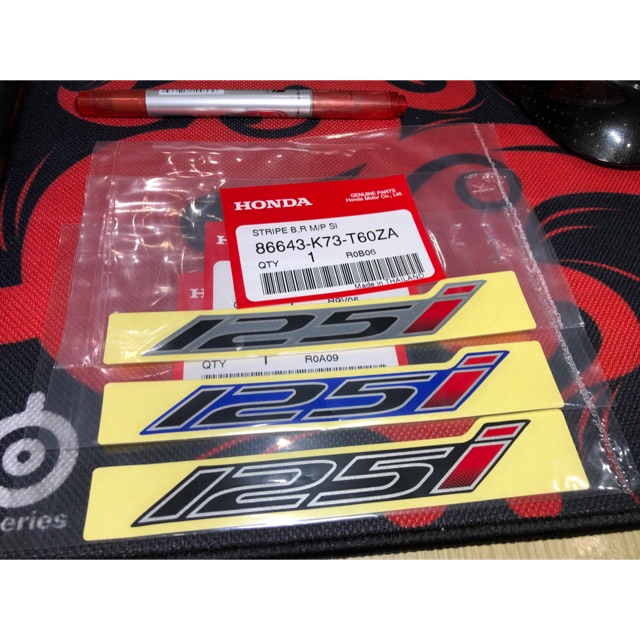 HONDA
GENUINE PARTS
Honda Motor Co., Ltd.
STRIPE B,R M/P SI
86643-K73-T60ZA
QTY 1 R0B06
Made in THAILAND
125i
QTY 1 R0A09
125i
125i
series